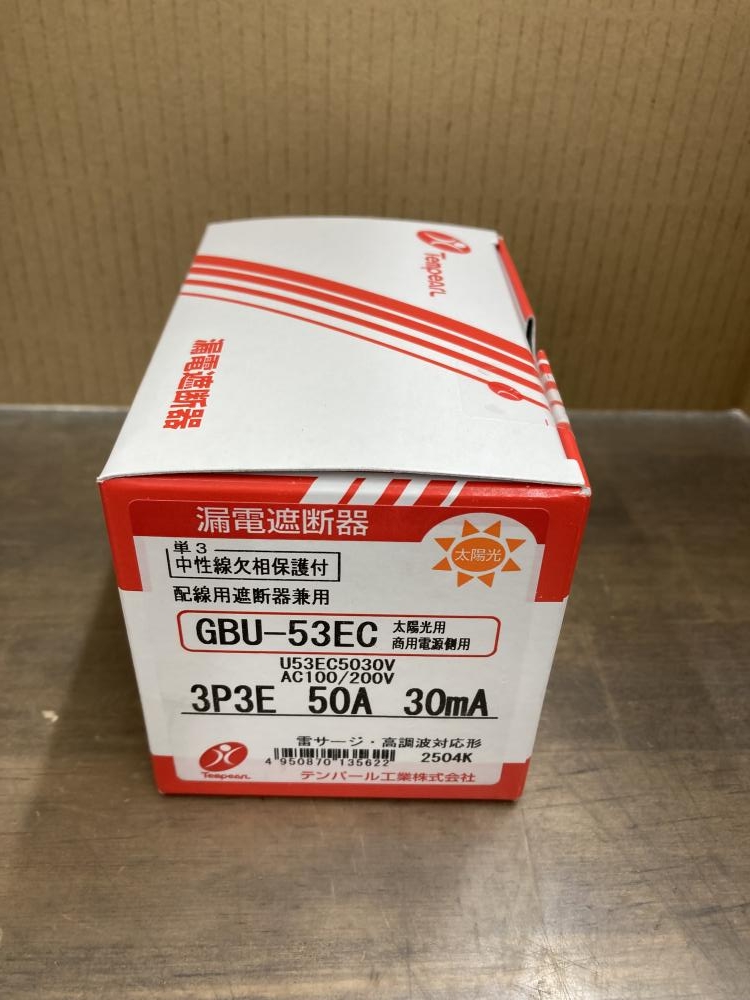 Tempearl
漏電遮断器
漏電遮断器
太陽光
単3
中性線欠相保護付
配線用遮断器兼用
GBU-53EC 太陽光用
商用電源側用
U53EC5030V
AC100/200V
3P3E 50A 30mA
雷サージ・高調波対応形
4 950870 135622 2504K
Tempearl テンパール工業株式会社